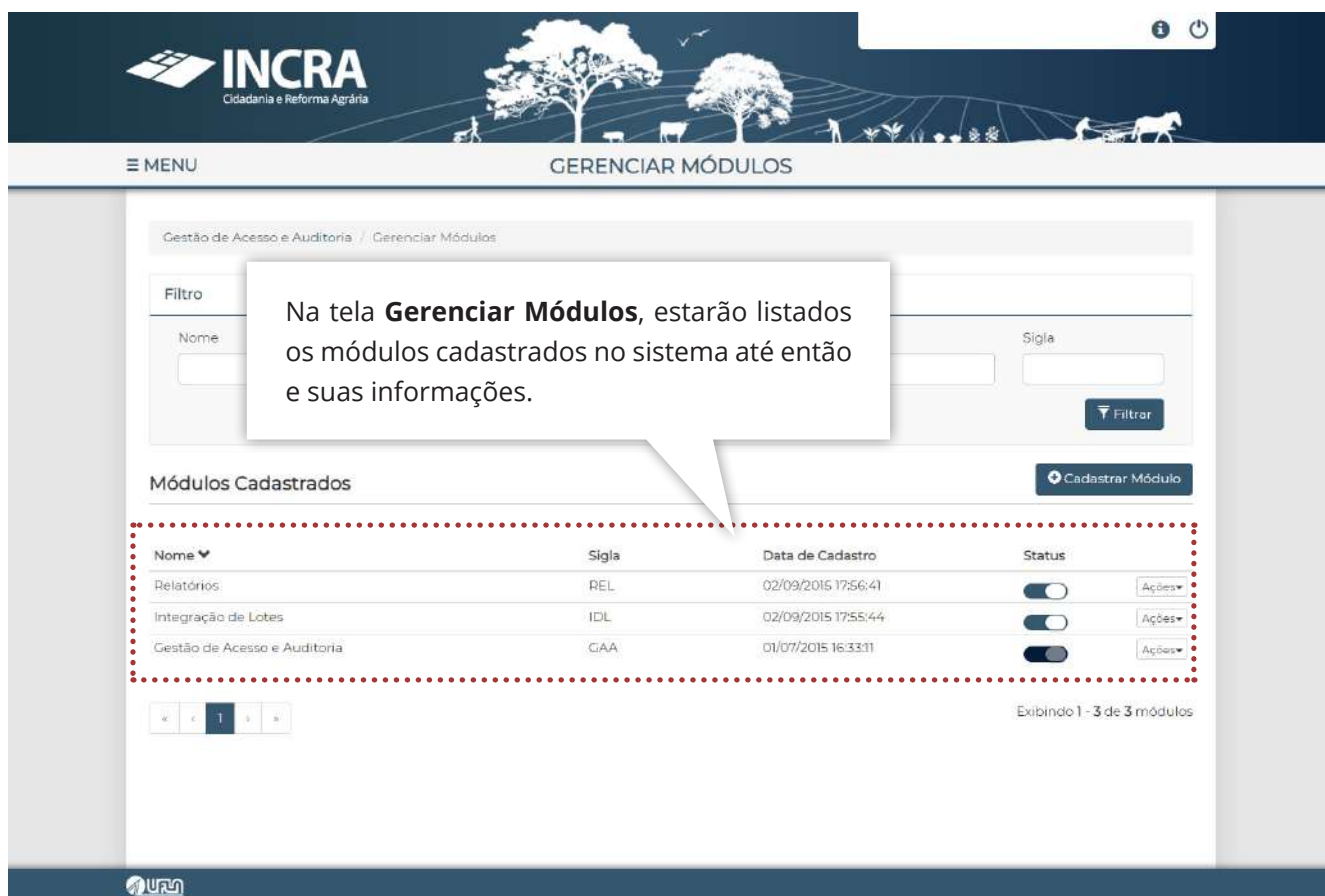 INCRA
Cidadania e Reforma Agrária
MENU
GERENCIAR MÓDULOS
Gestão de Acesso e Auditoria / Gerenciar Módulos
Filtro
Na tela Gerenciar Módulos, estarão listados
os módulos cadastrados no sistema até então
e suas informações.
Nome
Sigla
Filtrar
Módulos Cadastrados
Cadastrar Módulo
Nome Sigla Data de Cadastro Status
Relatórios REL 02/09/2015 17:56:41 Ações
Integração de Lotes IDL 02/09/2015 17:55:44 Ações
Gestão de Acesso e Auditoria GAA 01/07/2015 16:33:11 Ações
« ‹ 1 › »
Exibindo 1 - 3 de 3 módulos
UFRN